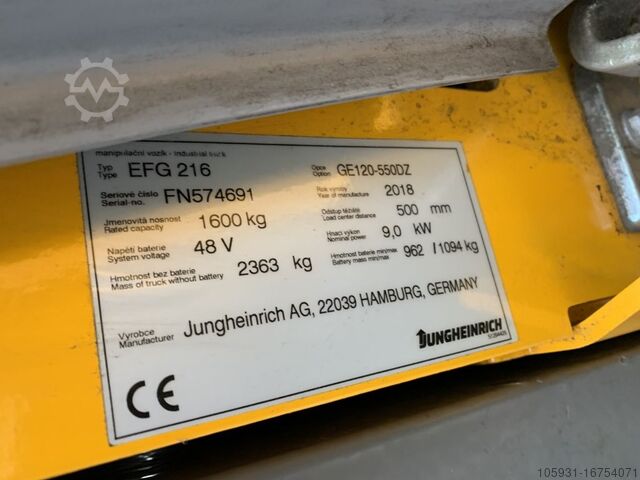 manipulační vozík - industrial truck
Typ EFG 216 Opce GE120-550DZ
Type Option
Seriové číslo FN574691 Rok výroby 2018
Serial-no. Year of manufacture
Jmenovitá nosnost 1600 kg Odstup těžiště 500 mm
Rated capacity Load center distance
Napětí baterie 48 V Hnací výkon 9,0 kW
System voltage Nominal power
Hmotnost bez baterie 2363 kg Hmotnost baterie min/max 962 / 1094 kg
Mass of truck without battery Battery mass min/max
Vyrobce Jungheinrich AG, 22039 HAMBURG, GERMANY
Manufacturer
JUNGHEINRICH
CE
105931-16754071